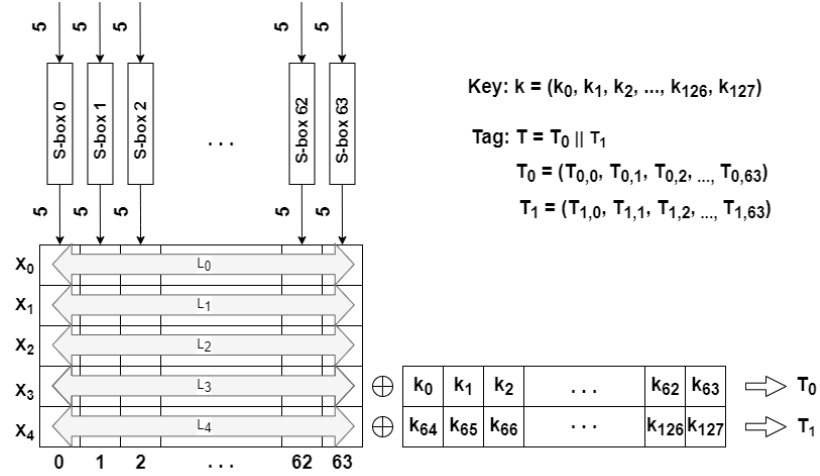 5 5 5 5 5
S-box 0 S-box 1 S-box 2 . . . S-box 62 S-box 63
5 5 5 5 5
Key: k = (k₀, k₁, k₂, ..., k₁₂₆, k₁₂₇)
Tag: T = T₀ || T₁
T₀ = (T₀,₀, T₀,₁, T₀,₂, ..., T₀,₆₃)
T₁ = (T₁,₀, T₁,₁, T₁,₂, ..., T₁,₆₃)
X₀ L₀
X₁ L₁
X₂ L₂
X₃ L₃ ⊕ k₀ k₁ k₂ . . . k₆₂ k₆₃ T₀
X₄ L₄ ⊕ k₆₄ k₆₅ k₆₆ . . . k₁₂₆ k₁₂₇ T₁
0 1 2 . . . 62 63